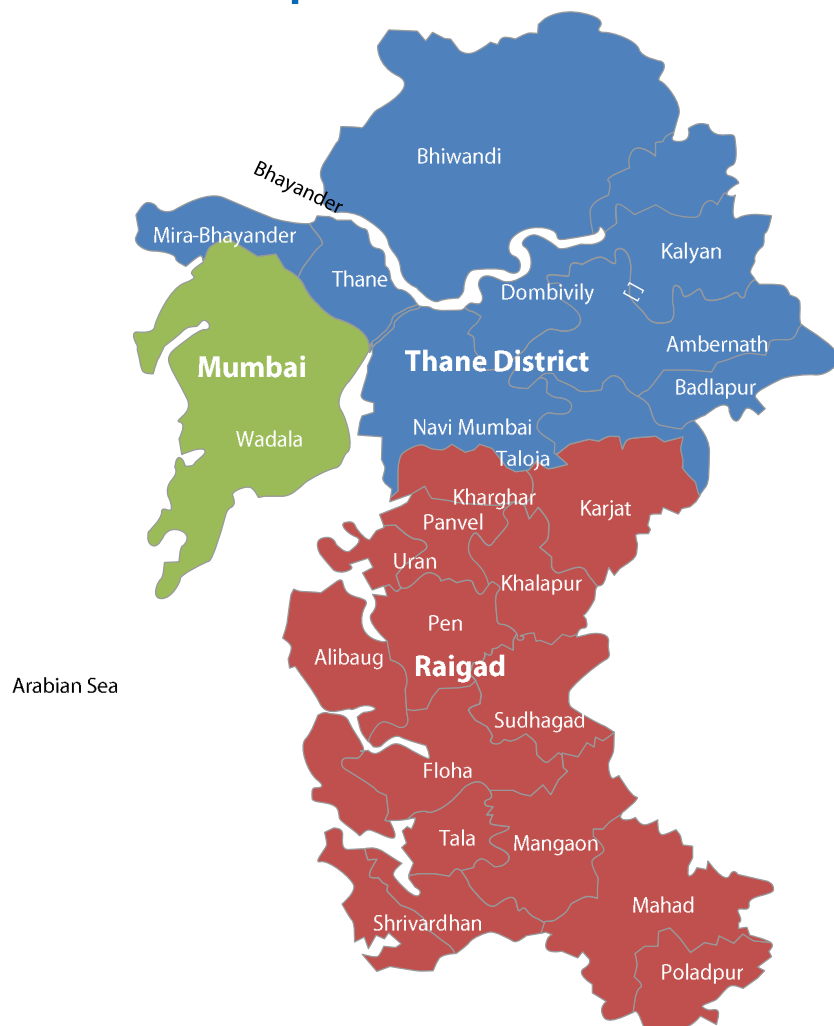 Bhiwandi
Bhayander
Mira-Bhayander
Kalyan
Thane
Dombivily
Ambernath
Mumbai
Thane District
Badlapur
Navi Mumbai
Wadala
Taloja
Kharghar
Karjat
Panvel
Uran
Khalapur
Pen
Alibaug
Raigad
Arabian Sea
Sudhagad
Floha
Tala
Mangaon
Mahad
Shrivardhan
Poladpur